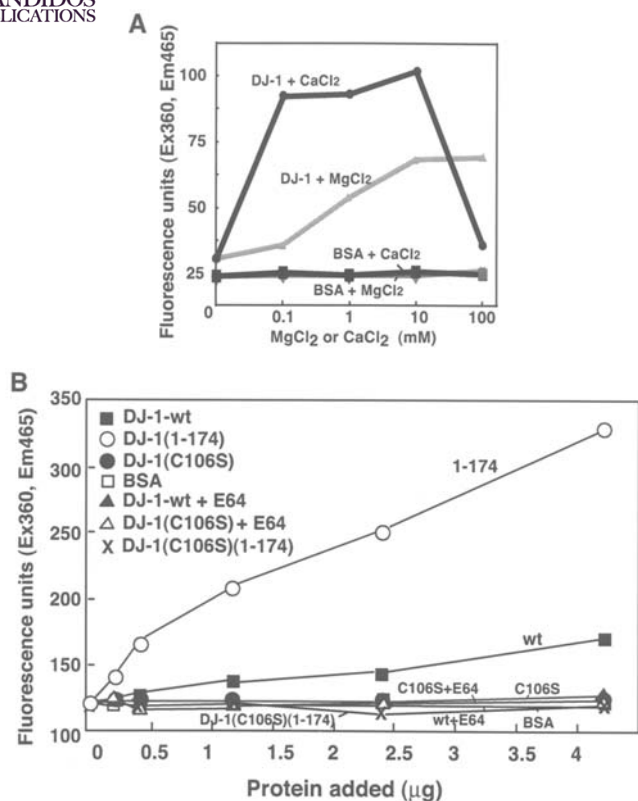 ANDIDOS
LICATIONS
A
Fluorescence units (Ex360, Em465)
100
75
50
25
0
DJ-1 + CaCl2
DJ-1 + MgCl2
BSA + CaCl2
BSA + MgCl2
0.1 1 10 100
MgCl2 or CaCl2 (mM)
B
Fluorescence units (Ex360, Em465)
350
300
250
200
150
100
DJ-1-wt
DJ-1(1-174)
DJ-1(C106S)
BSA
DJ-1-wt + E64
DJ-1(C106S) + E64
DJ-1(C106S)(1-174)
1-174
wt
C106S+E64 C106S
DJ-1(C106S)(1-174) wt+E64 BSA
0 0.5 1 1.5 2 2.5 3 3.5 4
Protein added (μg)